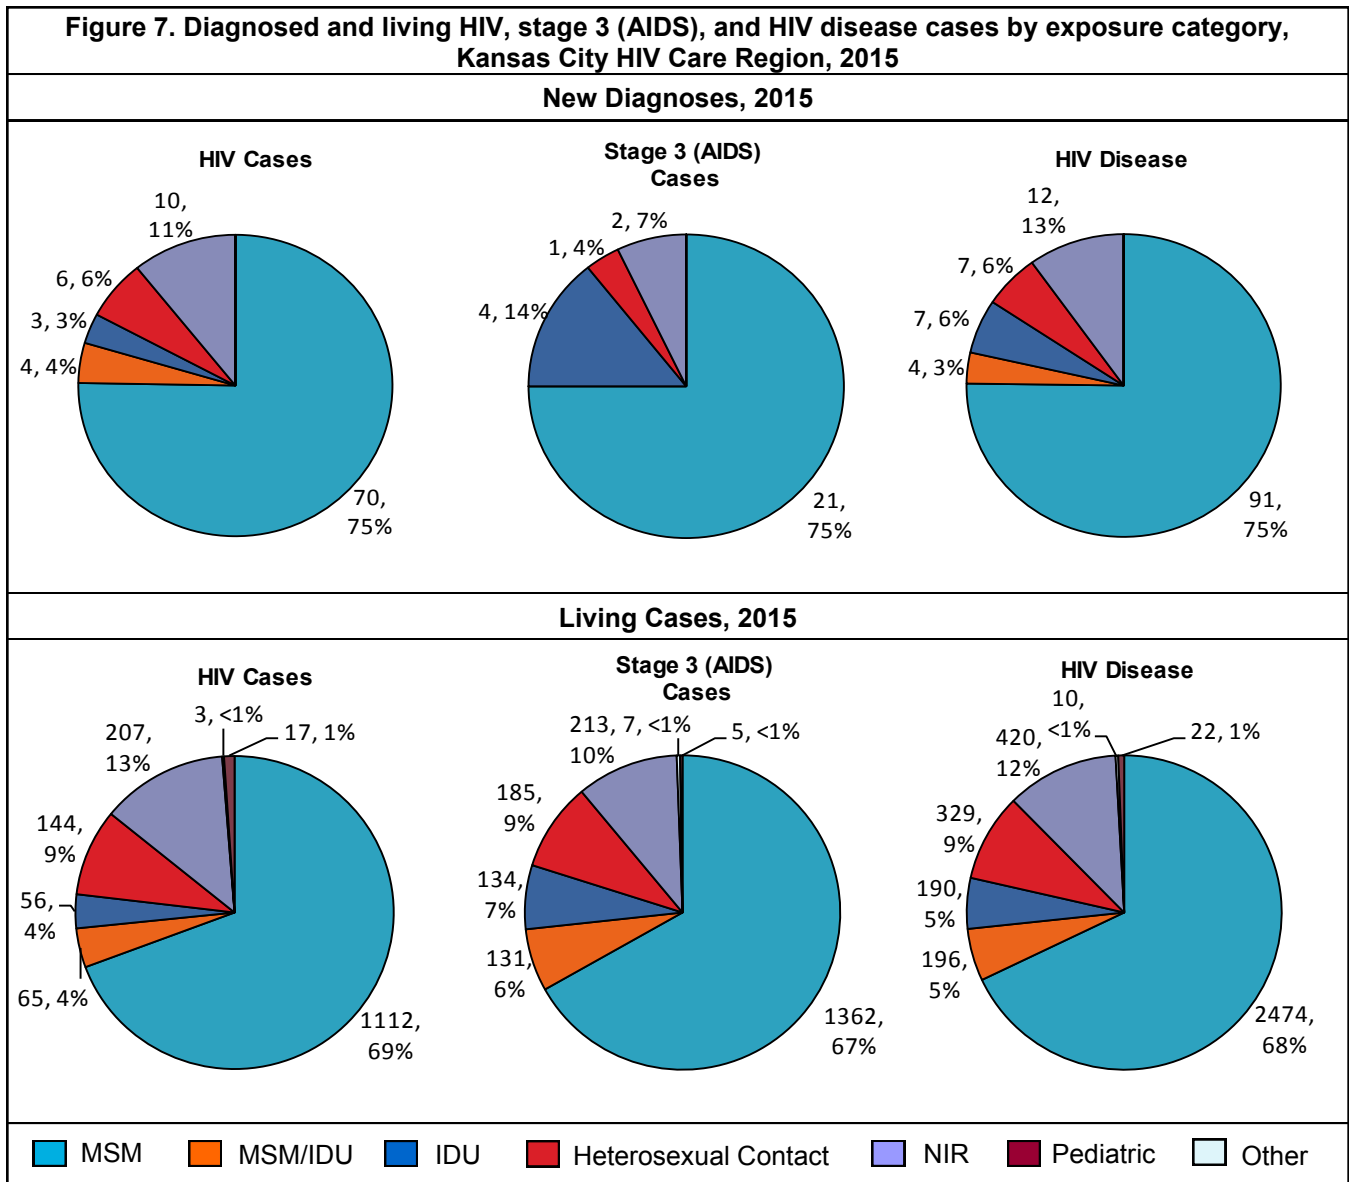 Figure 7. Diagnosed and living HIV, stage 3 (AIDS), and HIV disease cases by exposure category,
Kansas City HIV Care Region, 2015
New Diagnoses, 2015
HIV Cases
10,
11%
6, 6%
3, 3%
4, 4%
70,
75%
Stage 3 (AIDS)
Cases
2, 7%
1, 4%
4, 14%
21,
75%
HIV Disease
12,
13%
7, 6%
7, 6%
4, 3%
91,
75%
Living Cases, 2015
HIV Cases
3, <1%
17, 1%
207,
13%
144,
9%
56,
4%
65, 4%
1112,
69%
Stage 3 (AIDS)
Cases
213,
10%
7, <1%
5, <1%
185,
9%
134,
7%
131,
6%
1362,
67%
HIV Disease
10,
<1%
22, 1%
420,
12%
329,
9%
190,
5%
196,
5%
2474,
68%
MSM
MSM/IDU
IDU
Heterosexual Contact
NIR
Pediatric
Other